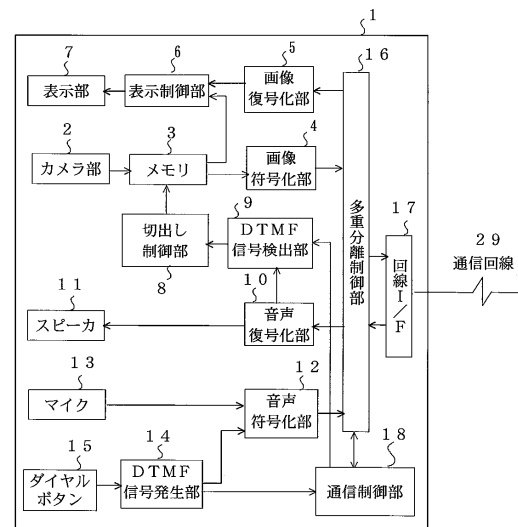 1
16
5
画像
復号化部
6
表示制御部
7
表示部
2
カメラ部
3
メモリ
4
画像
符号化部
多重分離制御部
17
回線I/F
29
通信回線
切出し
制御部
8
9
DTMF
信号検出部
10
音声
復号化部
11
スピーカ
12
音声
符号化部
13
マイク
14
DTMF
信号発生部
15
ダイヤル
ボタン
18
通信制御部